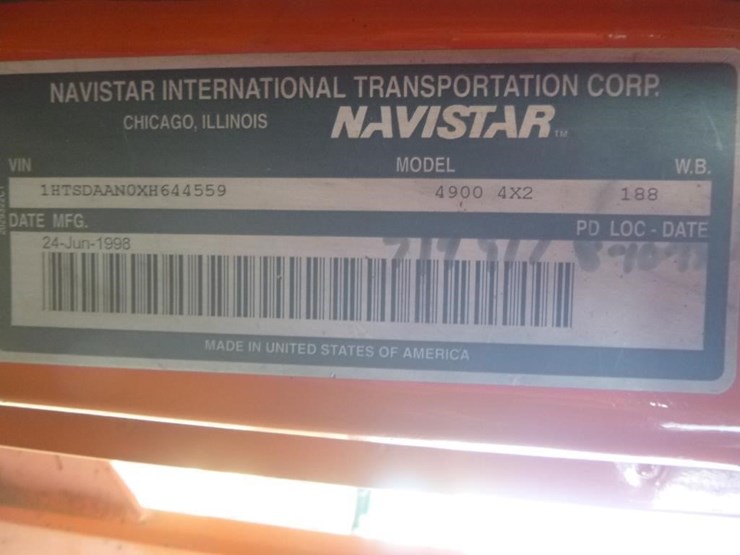 NAVISTAR INTERNATIONAL TRANSPORTATION CORP.
CHICAGO, ILLINOIS NAVISTAR TM
VIN MODEL W.B.
1HTSDAAN0XH644559 4900 4X2 188
DATE MFG. PD LOC - DATE
24-Jun-1998
MADE IN UNITED STATES OF AMERICA